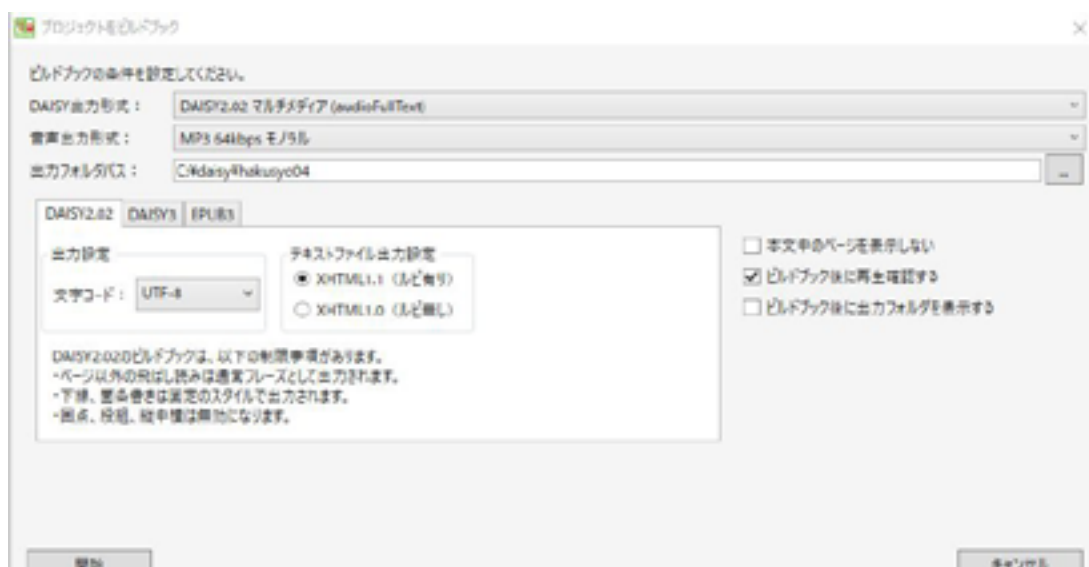 プロジェクトをビルドブック
ビルドブックの条件を設定してください。
DAISY出力形式： DAISY2.02 マルチメディア (audioFullText)
音声出力形式： MP3 64kbps モノラル
出力フォルダパス： C:¥daisy¥hakusyo04 ...
DAISY2.02 DAISY3 EPUB3
出力設定
文字コード： UTF-8
テキストファイル出力設定
XHTML1.1（ルビ有り）
XHTML1.0（ルビ無し）
DAISY2.02のビルドブックは、以下の制限事項があります。
・ページ以外の飛ばし読みは通常フレーズとして出力されます。
・下線、箇条書きは固定のスタイルで出力されます。
・圏点、段組、縦中横は無効になります。
本文中のページを表示しない
ビルドブック後に再生確認する
ビルドブック後に出力フォルダを表示する
開始
キャンセル